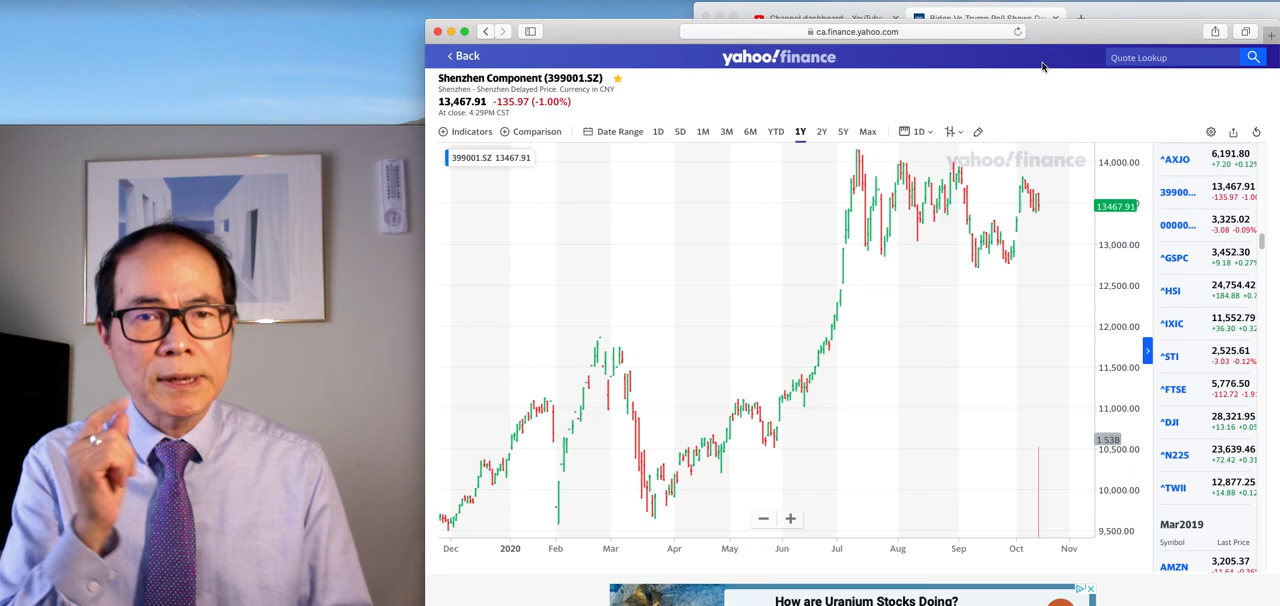 Channel dashboard - YouTube
Biden Vs Trump Poll Shows De
ca.finance.yahoo.com
Back
yahoo!finance
Quote Lookup
Shenzhen Component (399001.SZ)
Shenzhen - Shenzhen Delayed Price. Currency in CNY
13,467.91 -135.97 (-1.00%)
At close: 4:29PM CST
Indicators Comparison Date Range 1D 5D 1M 3M 6M YTD 1Y 2Y 5Y Max 1D
399001.SZ 13467.91
yahoo!finance
14,000.00
13467.91
13,000.00
12,500.00
12,000.00
11,500.00
11,000.00
1.53B
10,500.00
10,000.00
9,500.00
Dec 2020 Feb Mar Apr May Jun Jul Aug Sep Oct Nov
^AXJO 6,191.80
+7.20 +0.12%
39900... 13,467.91
-135.97 -1.00
00000... 3,325.02
-3.08 -0.09%
^GSPC 3,452.30
+9.18 +0.27%
^HSI 24,754.42
+184.88 +0.7
^IXIC 11,552.79
+36.30 +0.32
^STI 2,525.61
-3.03 -0.12%
^FTSE 5,776.50
-112.72 -1.9
^DJI 28,321.95
+13.16 +0.05
^N225 23,639.46
+72.42 +0.31
^TWII 12,877.25
+14.88 +0.12
Mar2019
Symbol Last Price
AMZN 3,205.37
How are Uranium Stocks Doing?